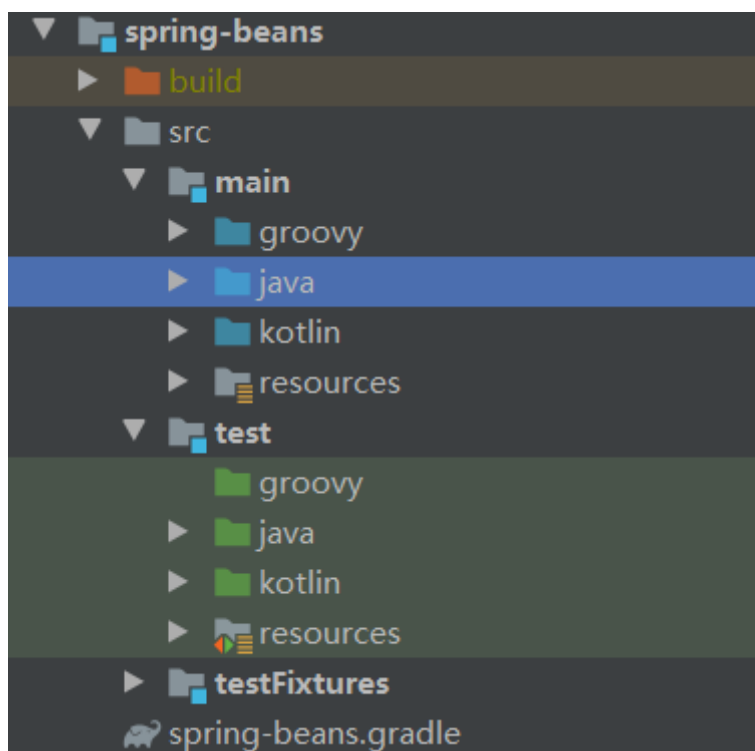 spring-beans
build
src
main
groovy
java
kotlin
resources
test
groovy
java
kotlin
resources
testFixtures
spring-beans.gradle